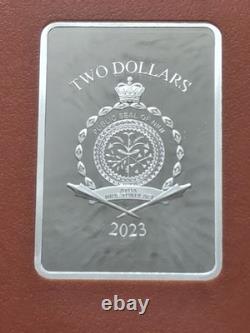 TWO DOLLARS
PUBLIC SEAL OF NIUE
2023
ebay